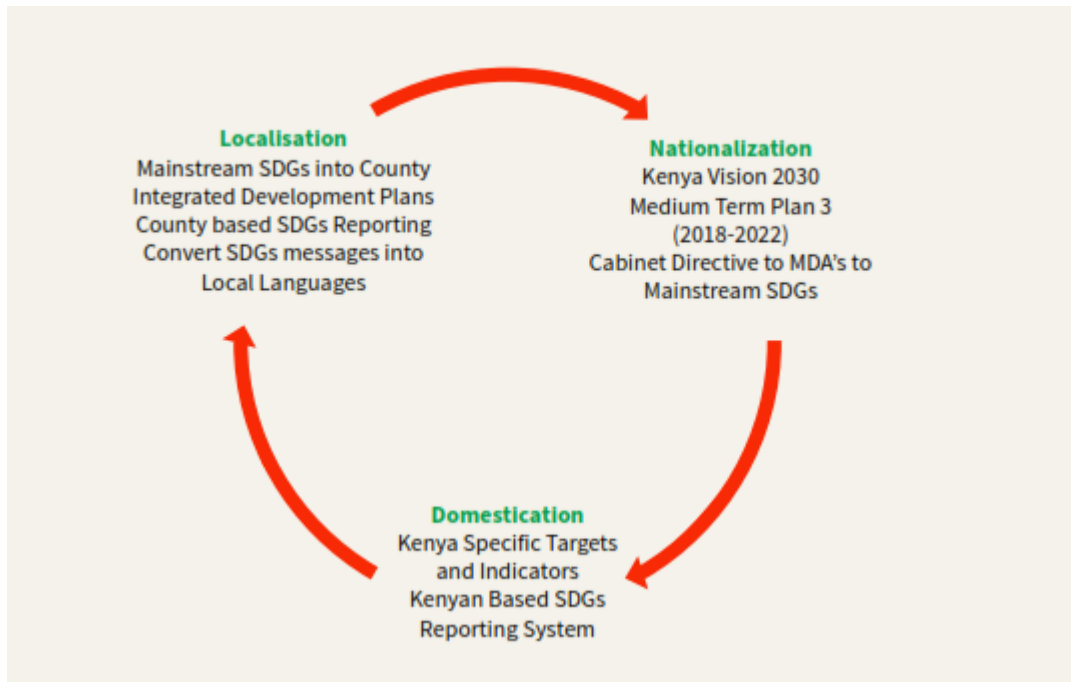 Localisation
Mainstream SDGs into County
Integrated Development Plans
County based SDGs Reporting
Convert SDGs messages into
Local Languages
Nationalization
Kenya Vision 2030
Medium Term Plan 3
(2018-2022)
Cabinet Directive to MDA's to
Mainstream SDGs
Domestication
Kenya Specific Targets
and Indicators
Kenyan Based SDGs
Reporting System